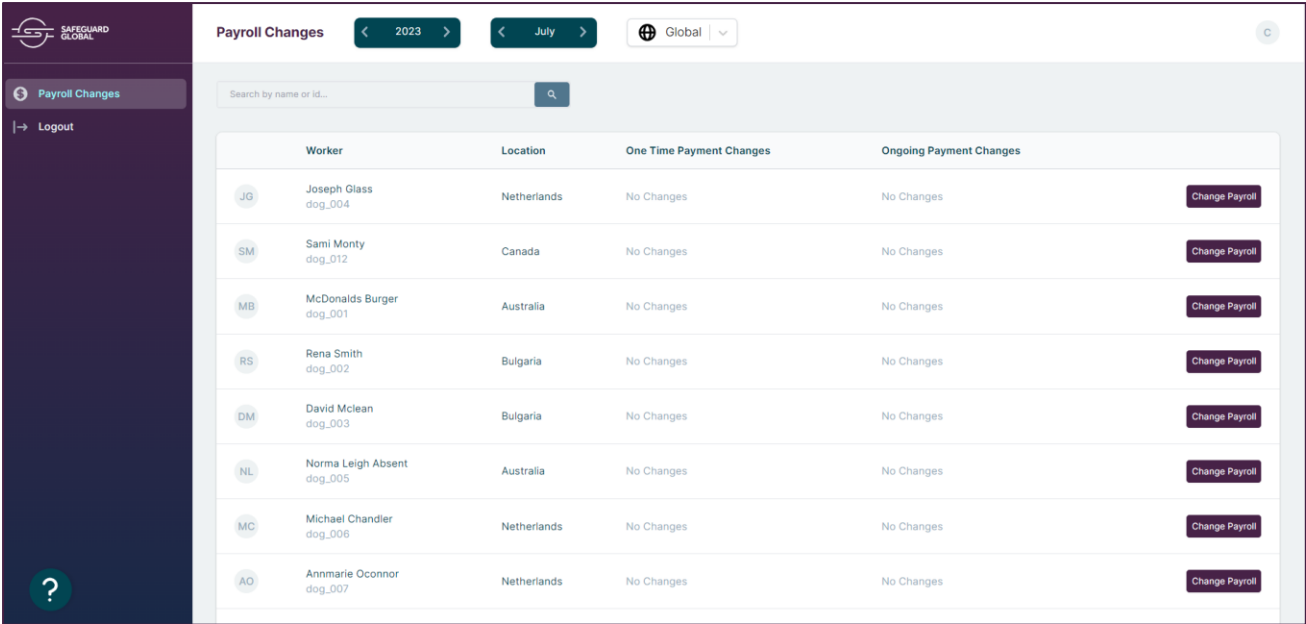 SAFEGUARD
GLOBAL
Payroll Changes
Logout
?
Payroll Changes
2023
July
Global
C
Search by name or id...
Worker Location One Time Payment Changes Ongoing Payment Changes
JG Joseph Glass Netherlands No Changes No Changes Change Payroll
dog_004
SM Sami Monty Canada No Changes No Changes Change Payroll
dog_012
MB McDonalds Burger Australia No Changes No Changes Change Payroll
dog_001
RS Rena Smith Bulgaria No Changes No Changes Change Payroll
dog_002
DM David Mclean Bulgaria No Changes No Changes Change Payroll
dog_003
NL Norma Leigh Absent Australia No Changes No Changes Change Payroll
dog_005
MC Michael Chandler Netherlands No Changes No Changes Change Payroll
dog_006
AO Annmarie Oconnor Netherlands No Changes No Changes Change Payroll
dog_007